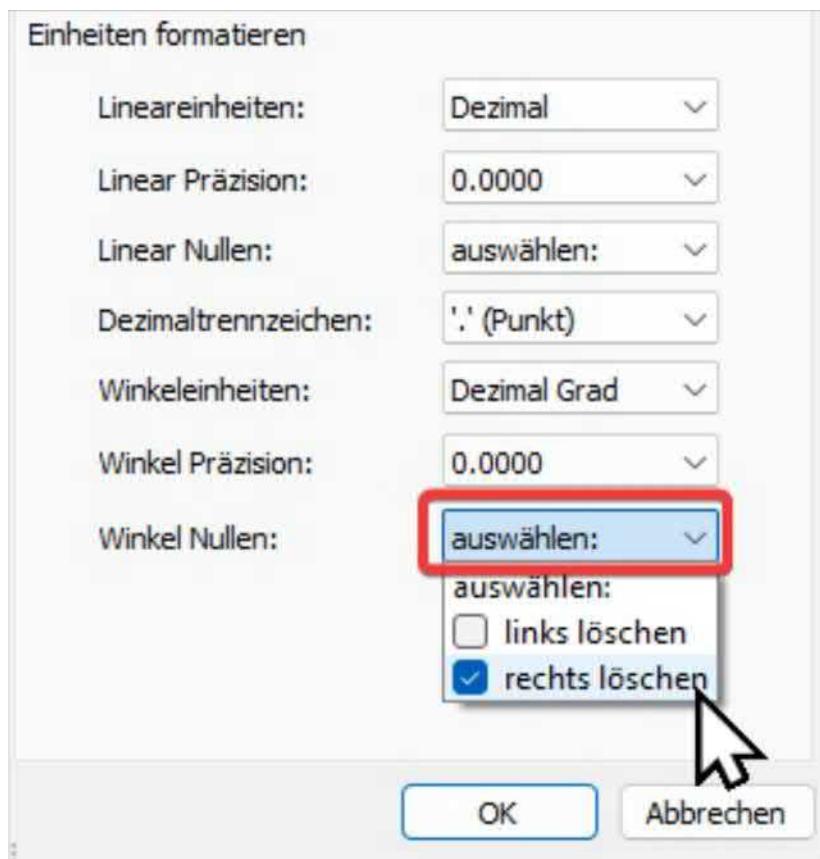 Einheiten formatieren
Lineareinheiten: Dezimal
Linear Präzision: 0.0000
Linear Nullen: auswählen:
Dezimaltrennzeichen: '.' (Punkt)
Winkeleinheiten: Dezimal Grad
Winkel Präzision: 0.0000
Winkel Nullen: auswählen:
auswählen:
links löschen
rechts löschen
OK Abbrechen